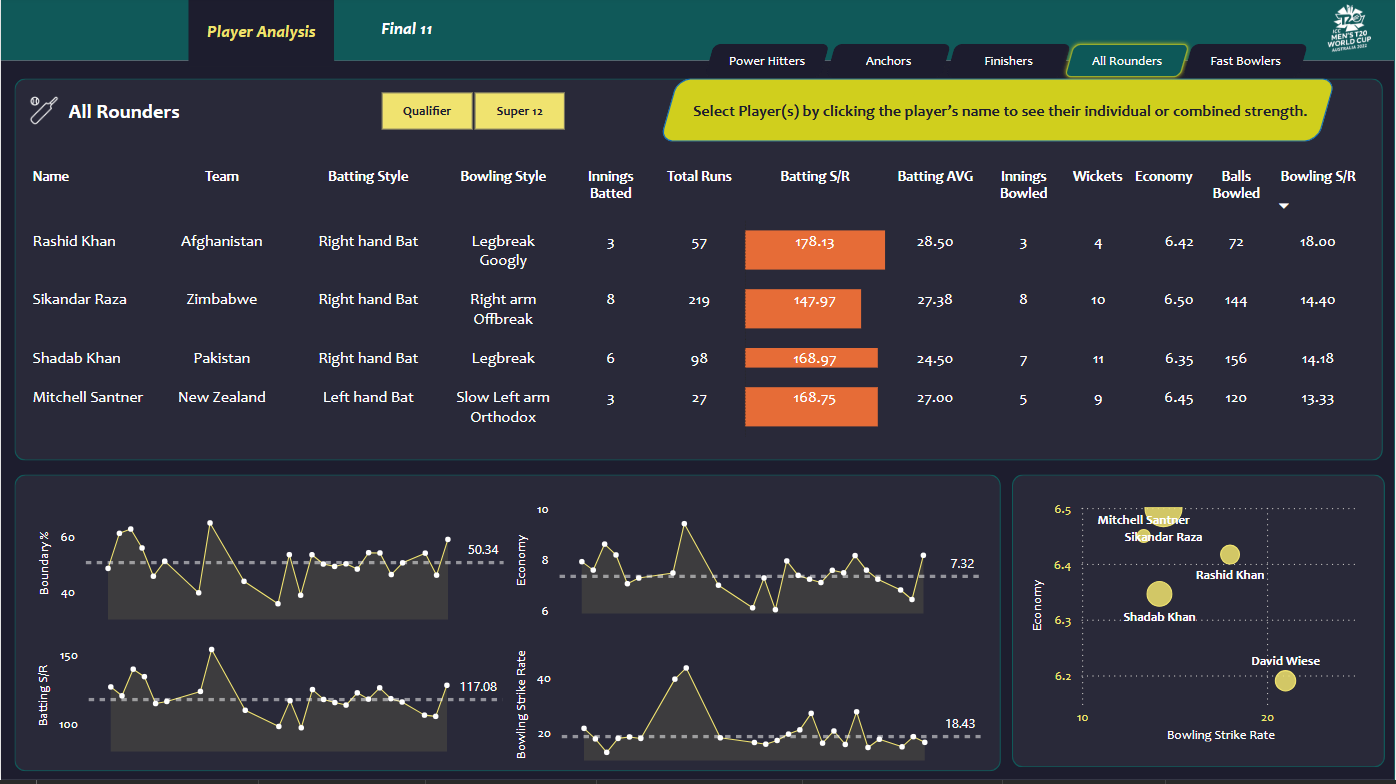 Player Analysis
Final 11
ICC
MEN'S T20
WORLD CUP
AUSTRALIA 2022
Power Hitters
Anchors
Finishers
All Rounders
Fast Bowlers
All Rounders
Qualifier
Super 12
Select Player(s) by clicking the player's name to see their individual or combined strength.
Name Team Batting Style Bowling Style Innings Total Runs Batting S/R Batting AVG Innings Wickets Economy Balls Bowling S/R
Batted Bowled Bowled
Rashid Khan Afghanistan Right hand Bat Legbreak 3 57 178.13 28.50 3 4 6.42 72 18.00
Googly
Sikandar Raza Zimbabwe Right hand Bat Right arm 8 219 147.97 27.38 8 10 6.50 144 14.40
Offbreak
Shadab Khan Pakistan Right hand Bat Legbreak 6 98 168.97 24.50 7 11 6.35 156 14.18
Mitchell Santner New Zealand Left hand Bat Slow Left arm 3 27 168.75 27.00 5 9 6.45 120 13.33
Orthodox
Boundary %
60
40
50.34
Economy
10
8
6
7.32
Batting S/R
150
100
117.08
Bowling Strike Rate
40
20
18.43
Economy
6.5
6.4
6.3
6.2
Mitchell Santner
Sikandar Raza
Rashid Khan
Shadab Khan
David Wiese
10
20
Bowling Strike Rate